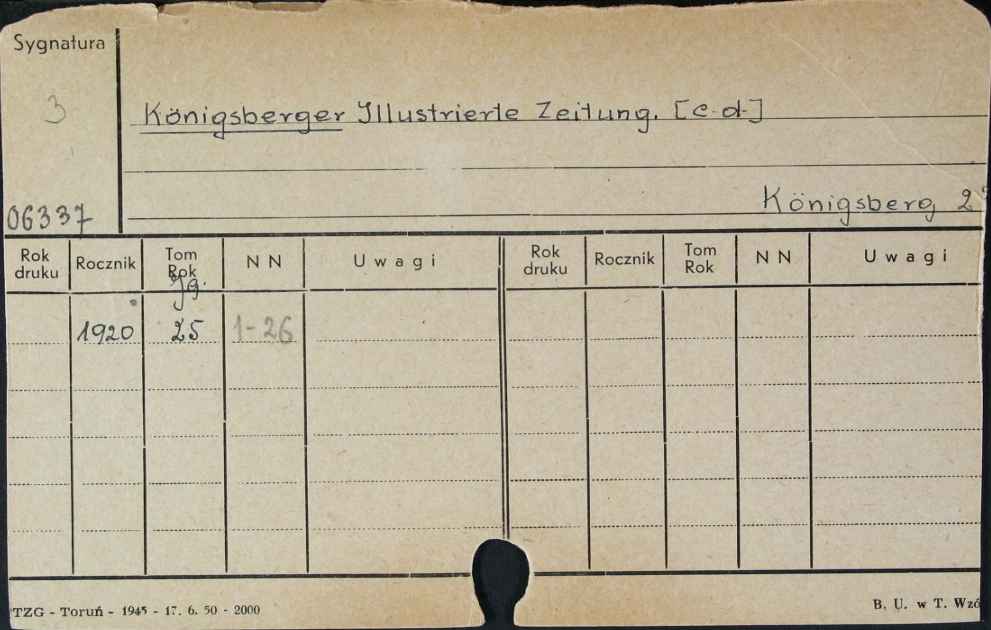 Sygnatura
3
Königsberger Illustrierte Zeitung. [c-d-]
Königsberg 2
06337
Rok druku Rocznik Tom Rok NN Uwagi Rok druku Rocznik Tom Rok NN Uwagi
Jg.
1920 25 1-26
TZG - Toruń - 1945 - 17. 6. 50 - 2000 B. U. w T. Wzó